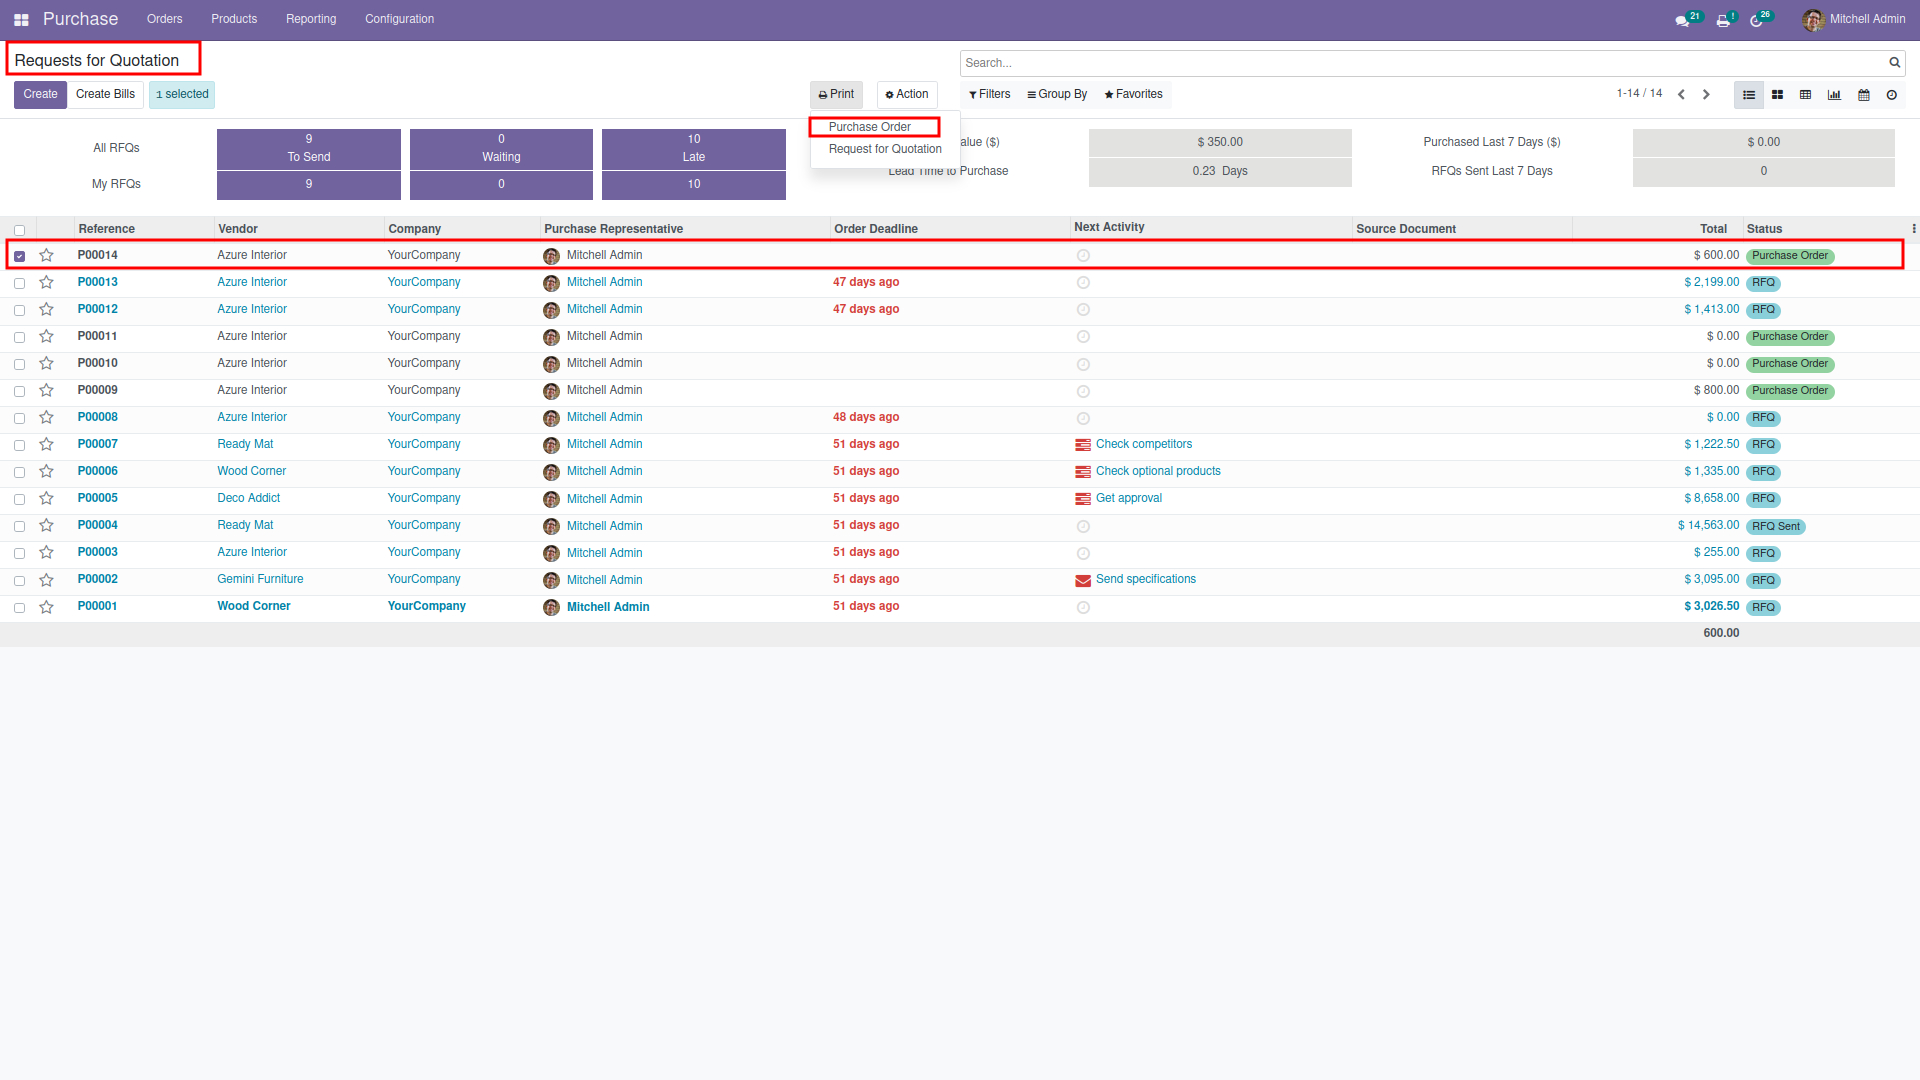 Purchase Orders Products Reporting Configuration 21 ! 26 Mitchell Admin
Requests for Quotation
Search...
Create Create Bills 1 selected Print Action Filters Group By Favorites 1-14 / 14
Purchase Order
Request for Quotation
All RFQs 9 To Send 0 Waiting 10 Late
My RFQs 9 0 10
alue ($) $ 350.00 Purchased Last 7 Days ($) $ 0.00
Lead Time to Purchase 0.23 Days RFQs Sent Last 7 Days 0
Reference Vendor Company Purchase Representative Order Deadline Next Activity Source Document Total Status
P00014 Azure Interior YourCompany Mitchell Admin $ 600.00 Purchase Order
P00013 Azure Interior YourCompany Mitchell Admin 47 days ago $ 2,199.00 RFQ
P00012 Azure Interior YourCompany Mitchell Admin 47 days ago $ 1,413.00 RFQ
P00011 Azure Interior YourCompany Mitchell Admin $ 0.00 Purchase Order
P00010 Azure Interior YourCompany Mitchell Admin $ 0.00 Purchase Order
P00009 Azure Interior YourCompany Mitchell Admin $ 800.00 Purchase Order
P00008 Azure Interior YourCompany Mitchell Admin 48 days ago $ 0.00 RFQ
P00007 Ready Mat YourCompany Mitchell Admin 51 days ago Check competitors $ 1,222.50 RFQ
P00006 Wood Corner YourCompany Mitchell Admin 51 days ago Check optional products $ 1,335.00 RFQ
P00005 Deco Addict YourCompany Mitchell Admin 51 days ago Get approval $ 8,658.00 RFQ
P00004 Ready Mat YourCompany Mitchell Admin 51 days ago $ 14,563.00 RFQ Sent
P00003 Azure Interior YourCompany Mitchell Admin 51 days ago $ 255.00 RFQ
P00002 Gemini Furniture YourCompany Mitchell Admin 51 days ago Send specifications $ 3,095.00 RFQ
P00001 Wood Corner YourCompany Mitchell Admin 51 days ago $ 3,026.50 RFQ
600.00